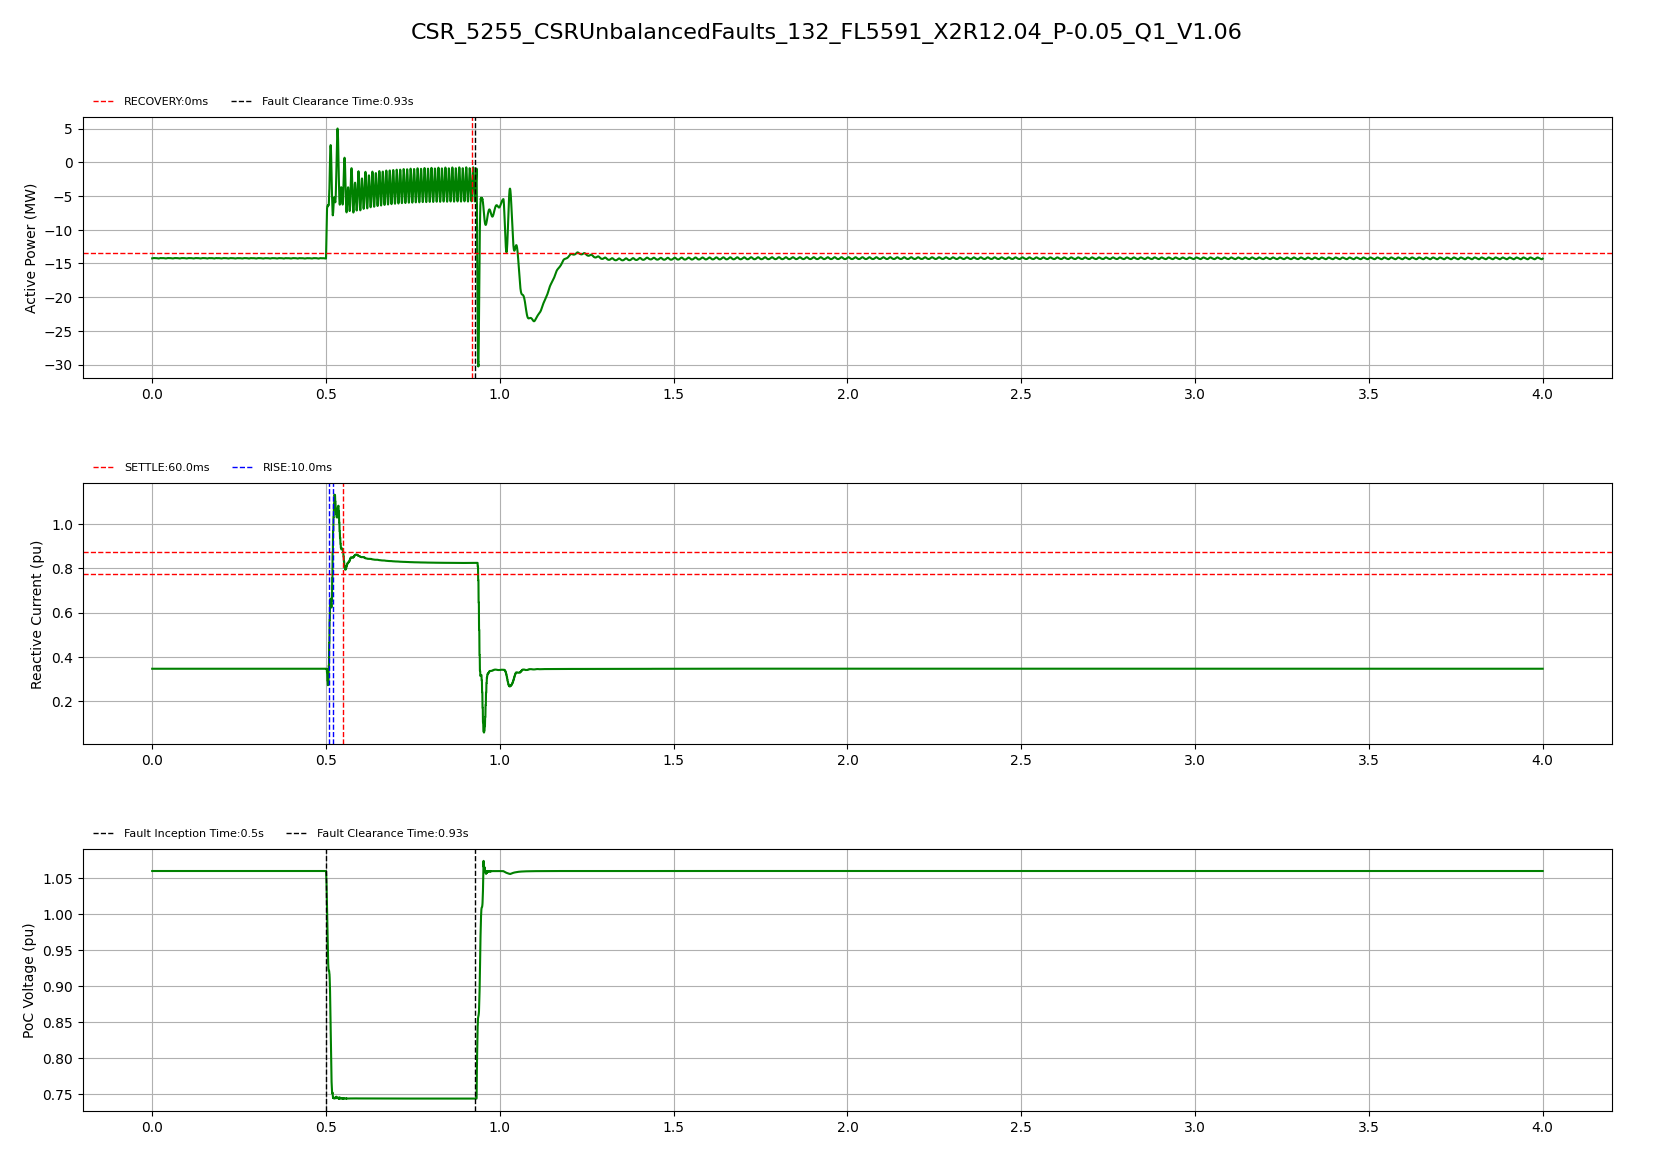 CSR_5255_CSRUnbalancedFaults_132_FL5591_X2R12.04_P-0.05_Q1_V1.06
RECOVERY:0ms Fault Clearance Time:0.93s
Active Power (MW)
5
0
−5
−10
−15
−20
−25
−30
0.0 0.5 1.0 1.5 2.0 2.5 3.0 3.5 4.0
SETTLE:60.0ms RISE:10.0ms
Reactive Current (pu)
1.0
0.8
0.6
0.4
0.2
0.0 0.5 1.0 1.5 2.0 2.5 3.0 3.5 4.0
Fault Inception Time:0.5s Fault Clearance Time:0.93s
PoC Voltage (pu)
1.05
1.00
0.95
0.90
0.85
0.80
0.75
0.0 0.5 1.0 1.5 2.0 2.5 3.0 3.5 4.0